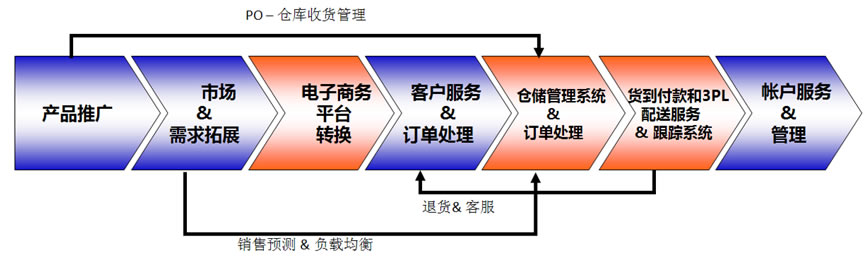 PO – 仓库收货管理
产品推广
市场
&
需求拓展
电子商务
平台
转换
客户服务
&
订单处理
仓储管理系统
&
订单处理
货到付款和3PL
配送服务
& 跟踪系统
帐户服务
&
管理
退货& 客服
销售预测 & 负载均衡